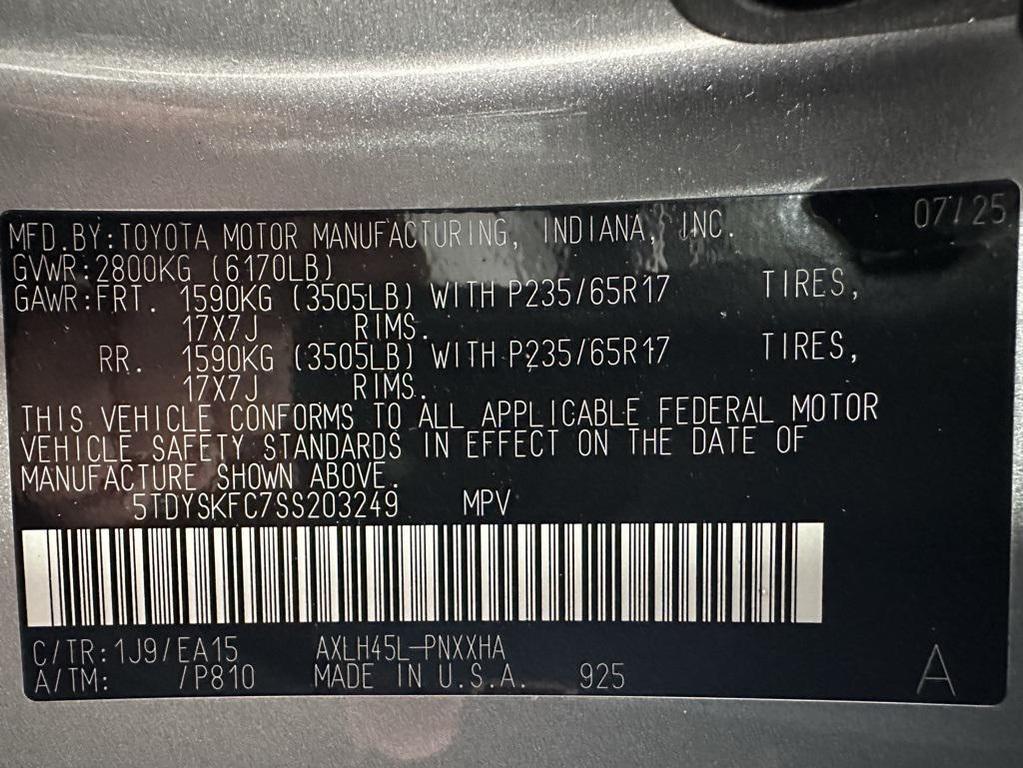 07/25
MFD.BY:TOYOTA MOTOR MANUFACTURING, INDIANA, INC.
GVWR:2800KG (6170LB)
GAWR:FRT. 1590KG (3505LB) WITH P235/65R17 TIRES,
17X7J RIMS.
RR. 1590KG (3505LB) WITH P235/65R17 TIRES,
17X7J RIMS.
THIS VEHICLE CONFORMS TO ALL APPLICABLE FEDERAL MOTOR
VEHICLE SAFETY STANDARDS IN EFFECT ON THE DATE OF
MANUFACTURE SHOWN ABOVE.
5TDYSKFC7SS203249 MPV
C/TR:1J9/EA15 AXLH45L-PNXXHA
A/TM: /P810 MADE IN U.S.A. 925
A